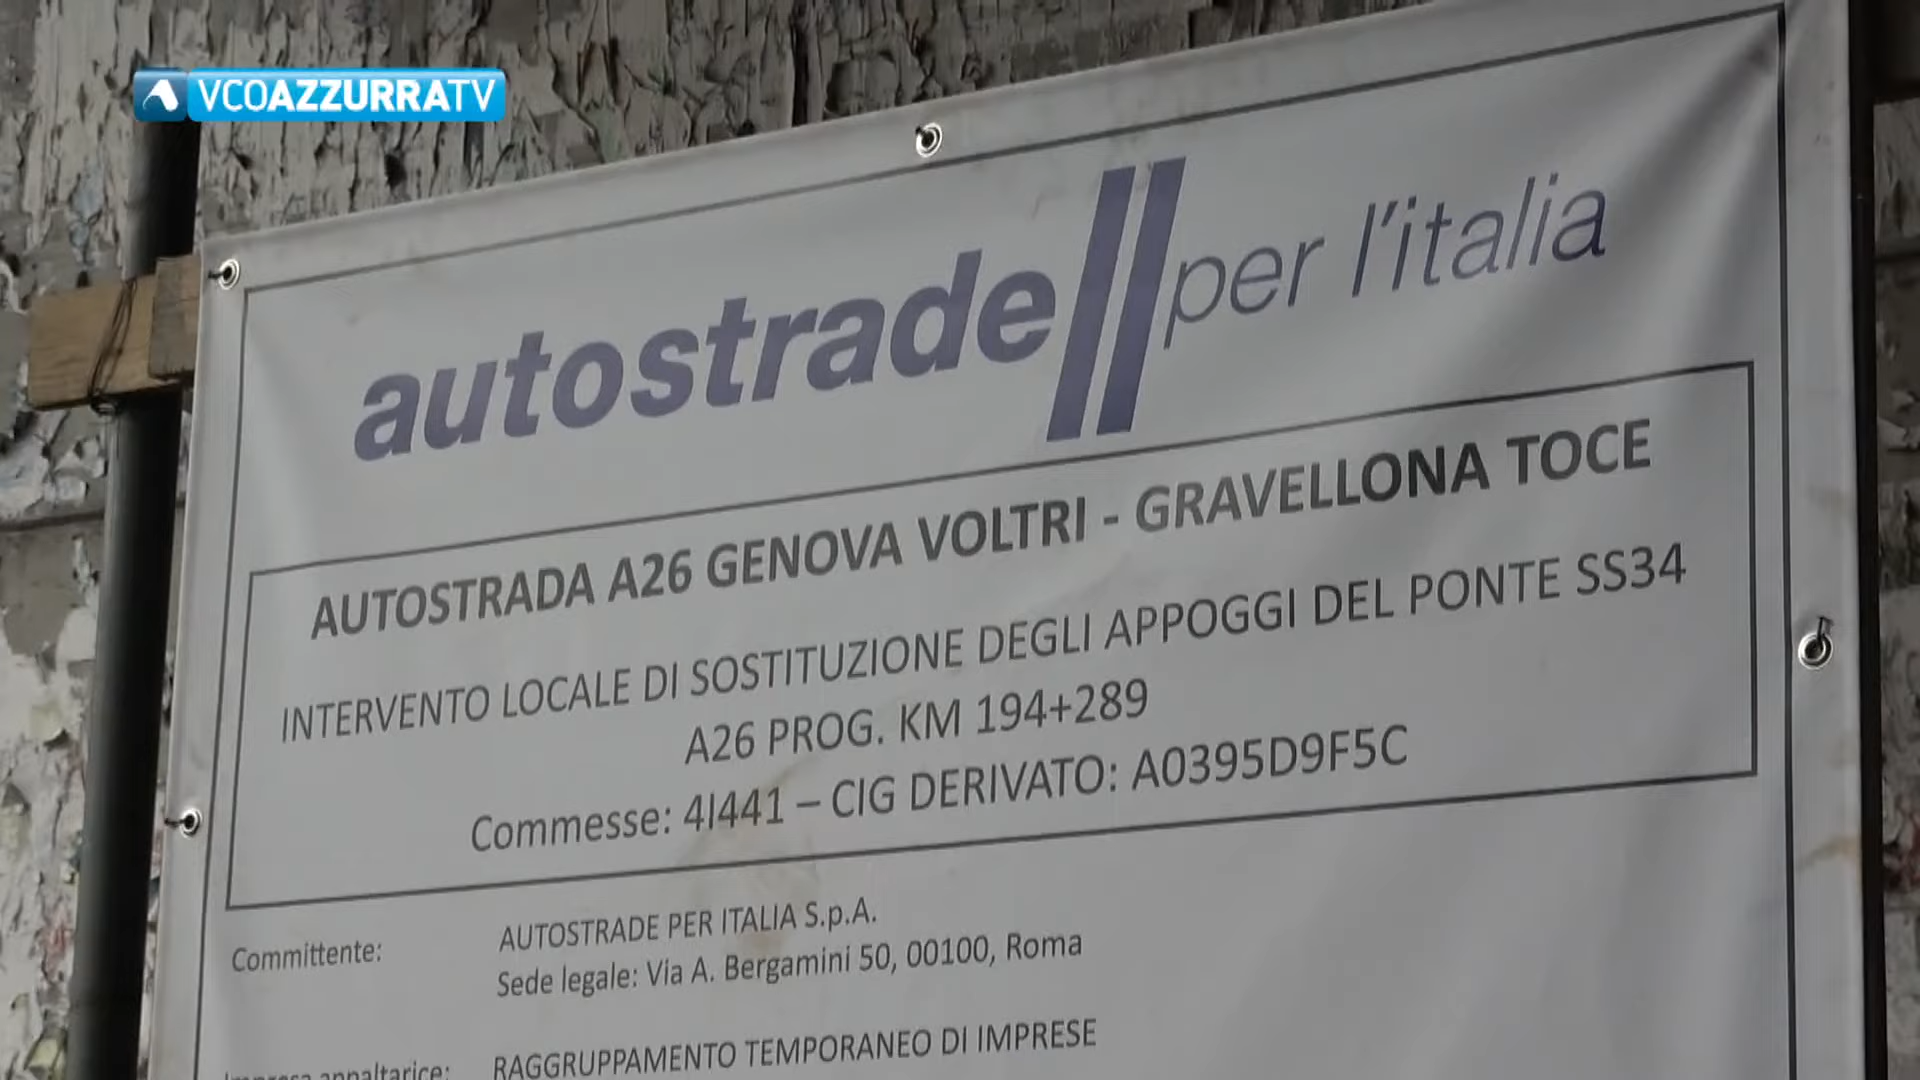 VCOAZZURRATV
autostrade per l'italia
AUTOSTRADA A26 GENOVA VOLTRI - GRAVELLONA TOCE
INTERVENTO LOCALE DI SOSTITUZIONE DEGLI APPOGGI DEL PONTE SS34
A26 PROG. KM 194+289
Commesse: 4I441 – CIG DERIVATO: A0395D9F5C
Committente: AUTOSTRADE PER ITALIA S.p.A.
Sede legale: Via A. Bergamini 50, 00100, Roma
Impresa appaltarice: RAGGRUPPAMENTO TEMPORANEO DI IMPRESE